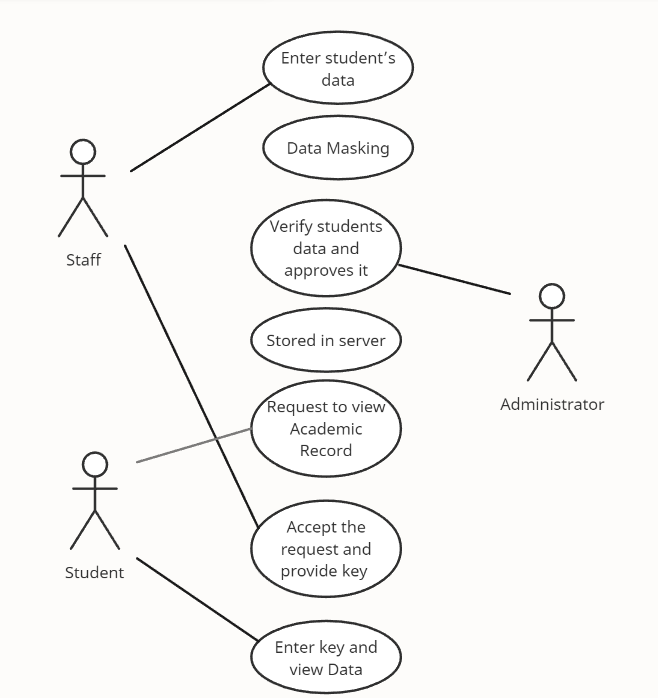 Enter student's
data
Data Masking
Verify students
data and
approves it
Staff
Stored in server
Administrator
Request to view
Academic
Record
Student
Accept the
request and
provide key
Enter key and
view Data